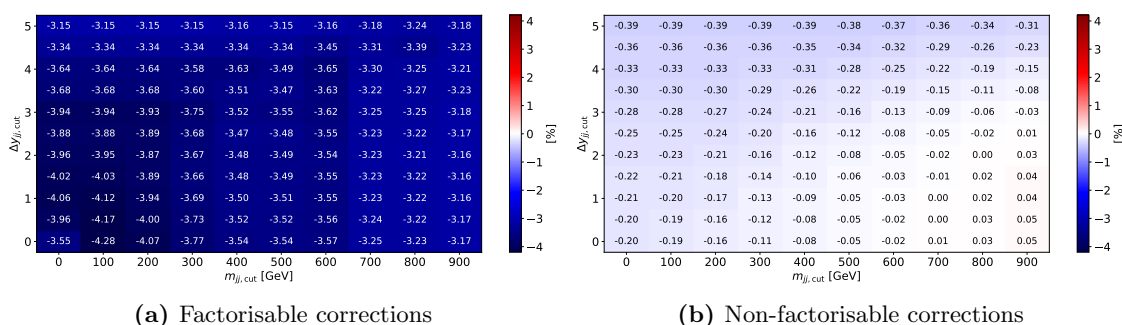 5 -3.15 -3.15 -3.15 -3.16 -3.15 -3.16 -3.16 -3.18 -3.24 -3.18
-3.34 -3.34 -3.34 -3.34 -3.34 -3.34 -3.45 -3.31 -3.39 -3.23
4 -3.64 -3.64 -3.64 -3.58 -3.63 -3.49 -3.65 -3.30 -3.25 -3.21
-3.68 -3.68 -3.68 -3.60 -3.51 -3.47 -3.63 -3.22 -3.27 -3.23
3 -3.94 -3.94 -3.93 -3.75 -3.52 -3.55 -3.62 -3.25 -3.25 -3.18
-3.88 -3.88 -3.89 -3.68 -3.47 -3.48 -3.55 -3.23 -3.22 -3.17
2 -3.96 -3.95 -3.87 -3.67 -3.48 -3.49 -3.54 -3.23 -3.21 -3.16
-4.02 -4.03 -3.89 -3.66 -3.48 -3.49 -3.55 -3.23 -3.22 -3.16
1 -4.06 -4.12 -3.94 -3.69 -3.50 -3.51 -3.55 -3.23 -3.22 -3.16
-3.96 -4.17 -4.00 -3.73 -3.52 -3.52 -3.56 -3.24 -3.22 -3.17
0 -3.55 -4.28 -4.07 -3.77 -3.54 -3.54 -3.57 -3.25 -3.23 -3.17
0 100 200 300 400 500 600 700 800 900
m_{jj,cut} [GeV]
Δy_{jj,cut}
4
3
2
1
0
−1
−2
−3
−4
[%]
(a) Factorisable corrections
5 -0.39 -0.39 -0.39 -0.39 -0.39 -0.38 -0.37 -0.36 -0.34 -0.31
-0.36 -0.36 -0.36 -0.36 -0.35 -0.34 -0.32 -0.29 -0.26 -0.23
4 -0.33 -0.33 -0.33 -0.33 -0.31 -0.28 -0.25 -0.22 -0.19 -0.15
-0.30 -0.30 -0.30 -0.29 -0.26 -0.22 -0.19 -0.15 -0.11 -0.08
3 -0.28 -0.28 -0.27 -0.24 -0.21 -0.16 -0.13 -0.09 -0.06 -0.03
-0.25 -0.25 -0.24 -0.20 -0.16 -0.12 -0.08 -0.05 -0.02 0.01
2 -0.23 -0.23 -0.21 -0.16 -0.12 -0.08 -0.05 -0.02 0.00 0.03
-0.22 -0.21 -0.18 -0.14 -0.10 -0.06 -0.03 -0.01 0.02 0.04
1 -0.21 -0.20 -0.17 -0.13 -0.09 -0.05 -0.03 0.00 0.02 0.04
-0.20 -0.19 -0.16 -0.12 -0.08 -0.05 -0.02 0.00 0.03 0.05
0 -0.20 -0.19 -0.16 -0.11 -0.08 -0.05 -0.02 0.01 0.03 0.05
0 100 200 300 400 500 600 700 800 900
m_{jj,cut} [GeV]
Δy_{jj,cut}
4
3
2
1
0
−1
−2
−3
−4
[%]
(b) Non-factorisable corrections